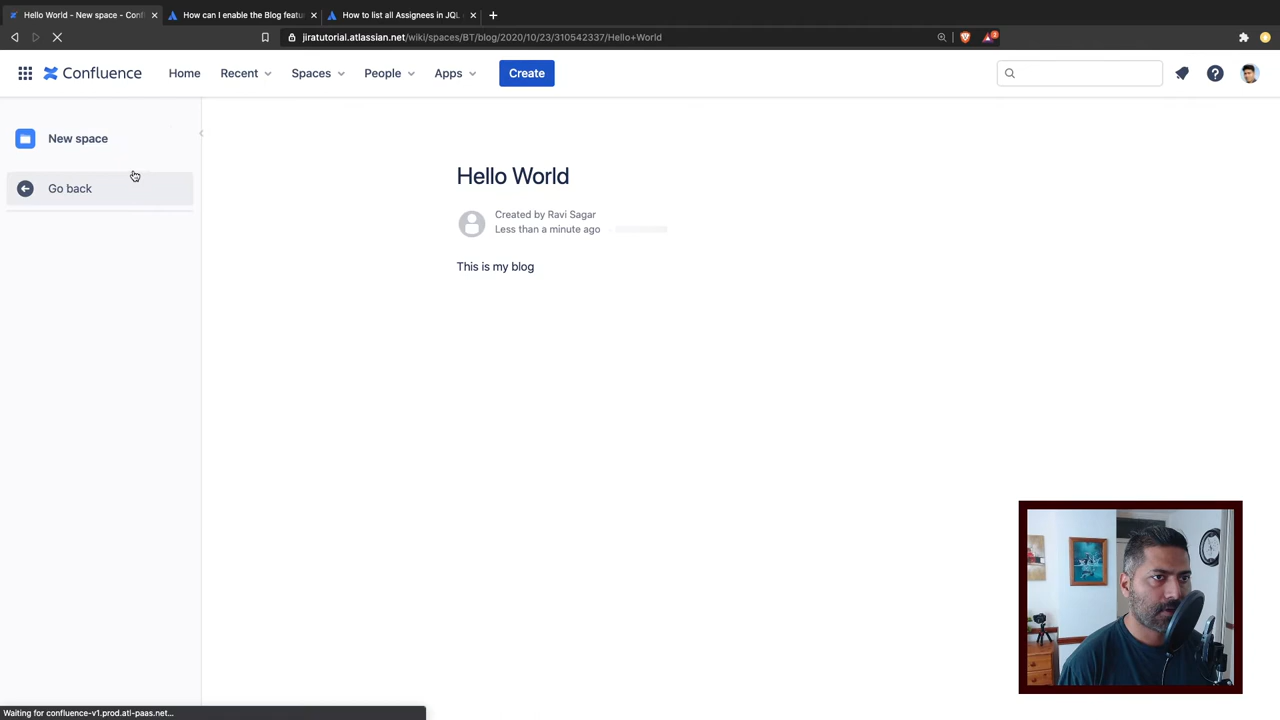 Hello World - New space - Confl
How can I enable the Blog featu
How to list all Assignees in JQL
jiratutorial.atlassian.net/wiki/spaces/BT/blog/2020/10/23/310542337/Hello+World
3
Confluence
Home
Recent
Spaces
People
Apps
Create
New space
Go back
Hello World
Created by Ravi Sagar
Less than a minute ago
This is my blog
Waiting for confluence-v1.prod.atl-paas.net...